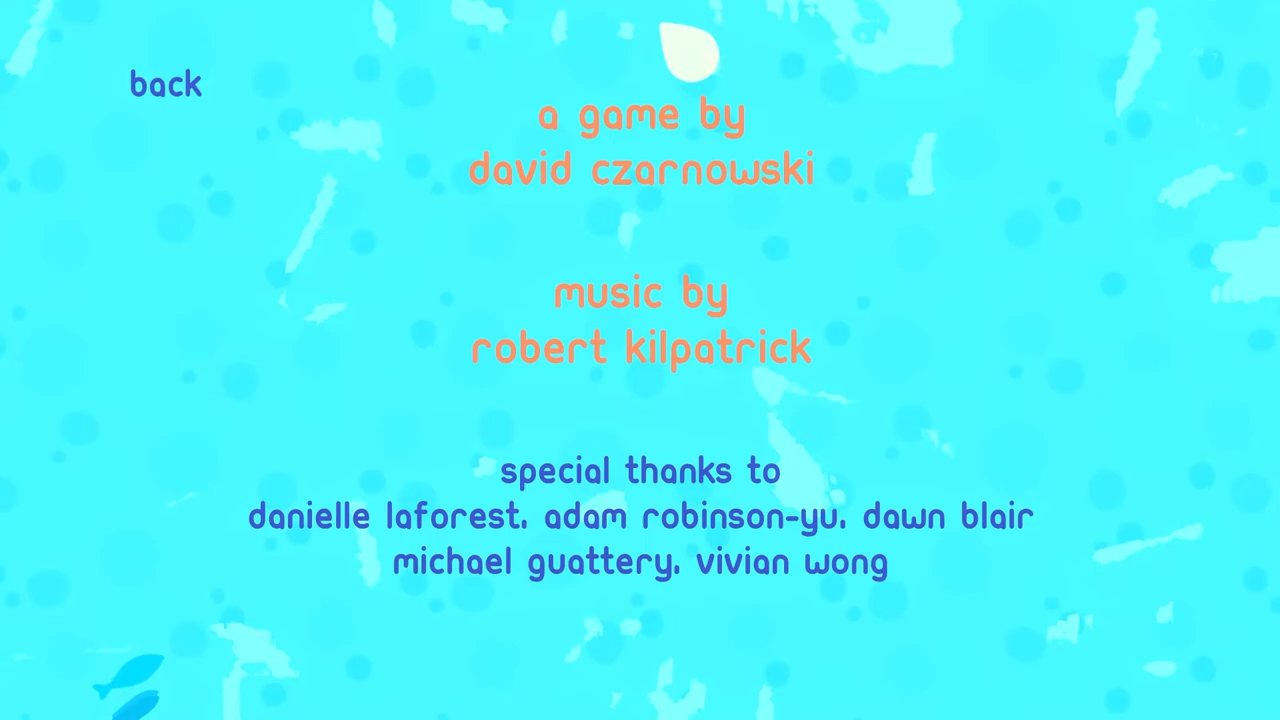 back
a game by
david czarnowski
music by
robert kilpatrick
special thanks to
danielle laforest, adam robinson-yu, dawn blair
michael guattery, vivian wong